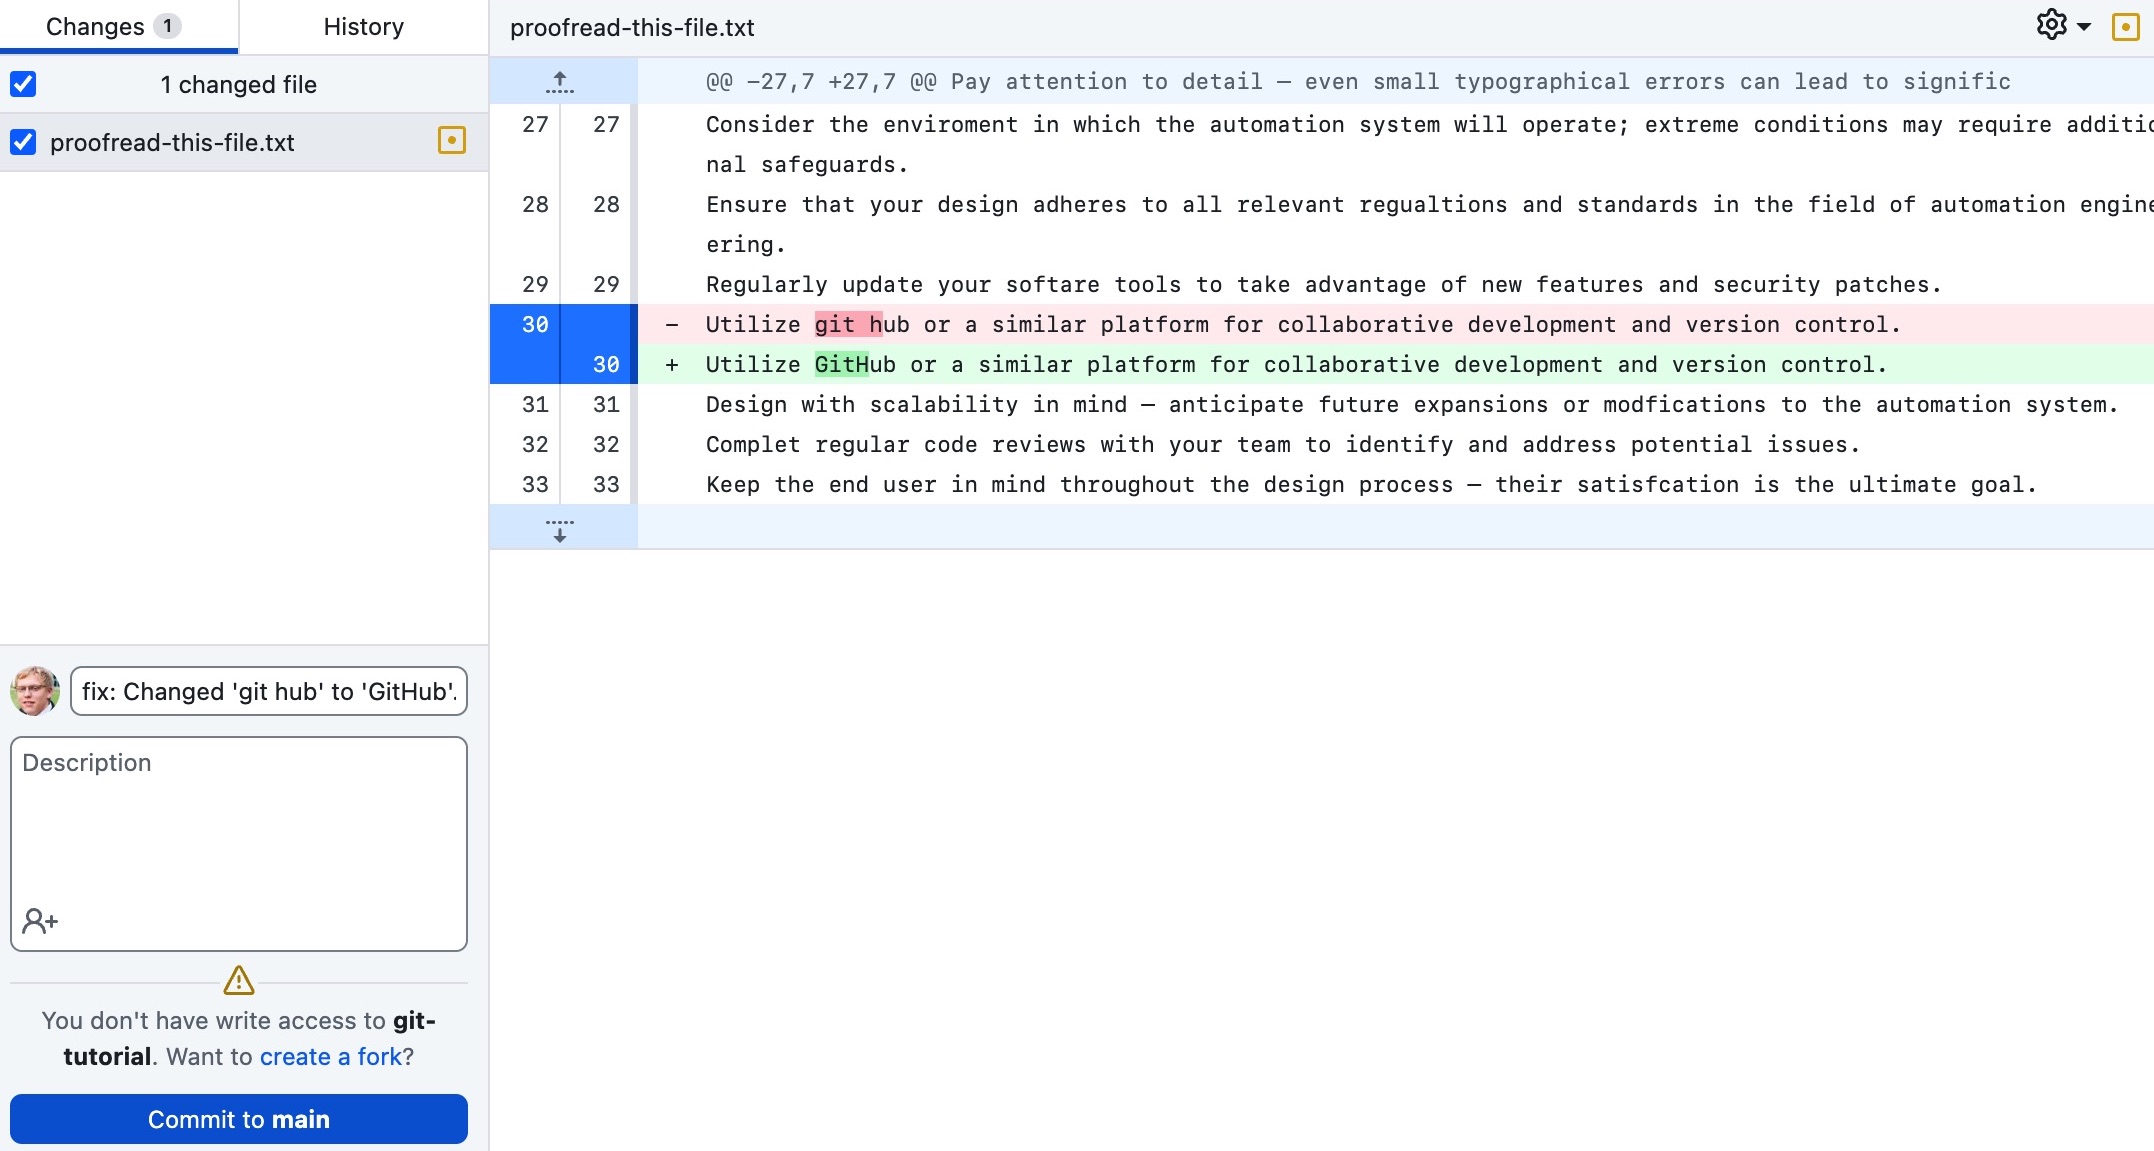 Changes 1
History
1 changed file
proofread-this-file.txt
proofread-this-file.txt
@@ -27,7 +27,7 @@ Pay attention to detail — even small typographical errors can lead to signific
27 27 Consider the enviroment in which the automation system will operate; extreme conditions may require additio
nal safeguards.
28 28 Ensure that your design adheres to all relevant regualtions and standards in the field of automation engine
ering.
29 29 Regularly update your softare tools to take advantage of new features and security patches.
30 - Utilize git hub or a similar platform for collaborative development and version control.
30 + Utilize GitHub or a similar platform for collaborative development and version control.
31 31 Design with scalability in mind — anticipate future expansions or modfications to the automation system.
32 32 Complet regular code reviews with your team to identify and address potential issues.
33 33 Keep the end user in mind throughout the design process — their satisfcation is the ultimate goal.
fix: Changed 'git hub' to 'GitHub'.
Description
You don't have write access to git-
tutorial. Want to create a fork?
Commit to main